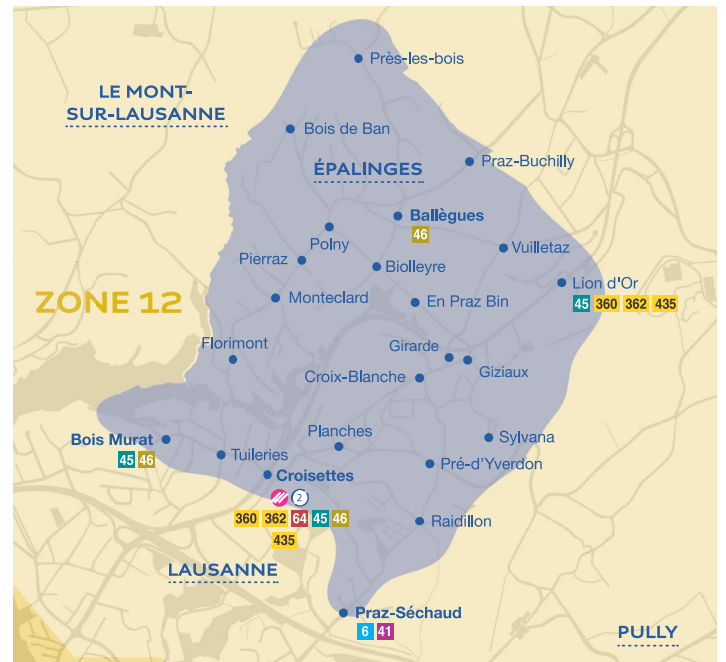 Près-les-bois
LE MONT-
SUR-LAUSANNE
Bois de Ban
ÉPALINGES
Praz-Buchilly
Ballègues
46
Polny
Vuilletaz
Pierraz
Biolleyre
Lion d'Or
45 360 362 435
ZONE 12
Monteclard
En Praz Bin
Florimont
Girarde
Croix-Blanche
Giziaux
Bois Murat
45 46
Planches
Sylvana
Tuileries
Pré-d'Yverdon
Croisettes
2
360 362 64 45 46
435
Raidillon
LAUSANNE
Praz-Séchaud
6 41
PULLY